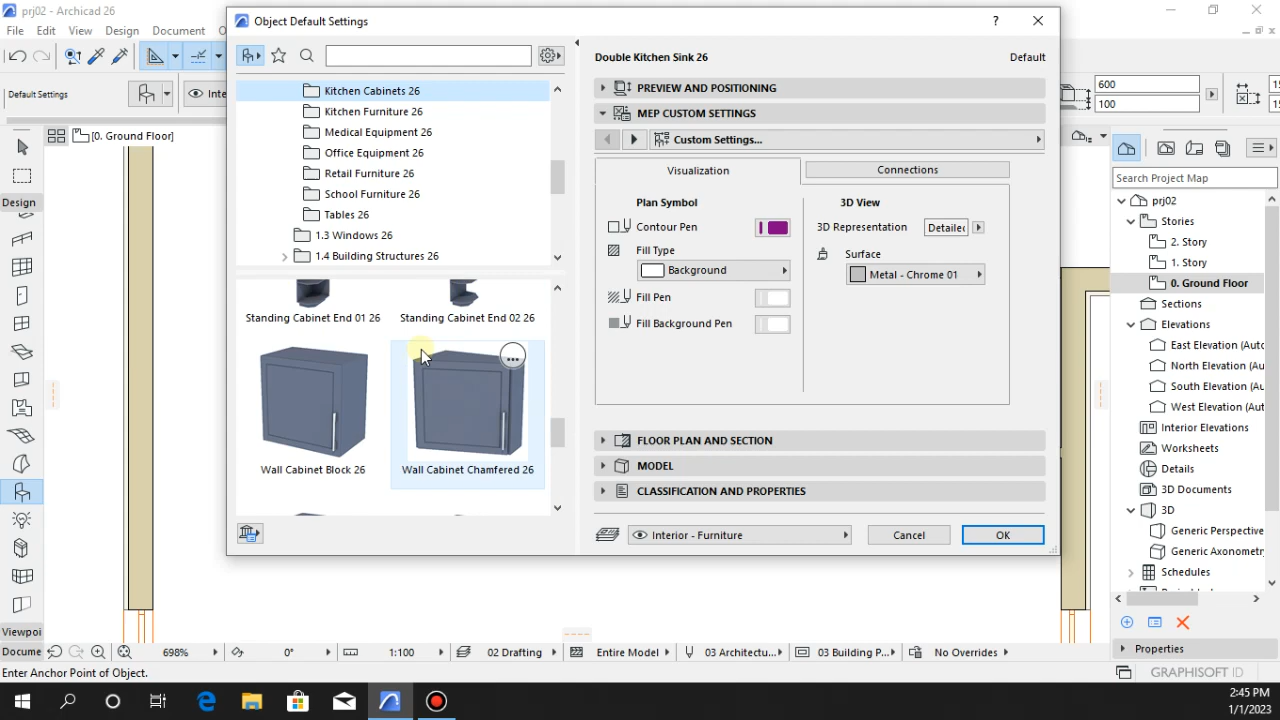 prj02 - Archicad 26
File Edit View Design Document
Object Default Settings
?
Double Kitchen Sink 26 Default
Default Settings
Inte
600
100
15
15
[0. Ground Floor]
Kitchen Cabinets 26
Kitchen Furniture 26
Medical Equipment 26
Office Equipment 26
Retail Furniture 26
School Furniture 26
Tables 26
1.3 Windows 26
1.4 Building Structures 26
Standing Cabinet End 01 26 Standing Cabinet End 02 26
Wall Cabinet Block 26 Wall Cabinet Chamfered 26
PREVIEW AND POSITIONING
MEP CUSTOM SETTINGS
Custom Settings...
Visualization Connections
Plan Symbol
Contour Pen
Fill Type
Background
Fill Pen
Fill Background Pen
3D View
3D Representation Detailed
Surface
Metal - Chrome 01
FLOOR PLAN AND SECTION
MODEL
CLASSIFICATION AND PROPERTIES
Interior - Furniture
Cancel OK
Search Project Map
prj02
Stories
2. Story
1. Story
0. Ground Floor
Sections
Elevations
East Elevation (Auto
North Elevation (Au
South Elevation (Au
West Elevation (Aut
Interior Elevations
Worksheets
Details
3D Documents
3D
Generic Perspective
Generic Axonometr
Schedules
Properties
Design
Viewpoi
Docume
698% 0° 1:100 02 Drafting Entire Model 03 Architectu... 03 Building P... No Overrides
Enter Anchor Point of Object.
GRAPHISOFT ID
2:45 PM
1/1/2023